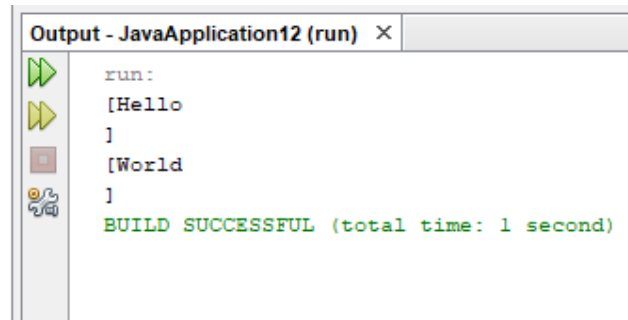 Output - JavaApplication12 (run) ×
run:
[Hello
]
[World
]
BUILD SUCCESSFUL (total time: 1 second)